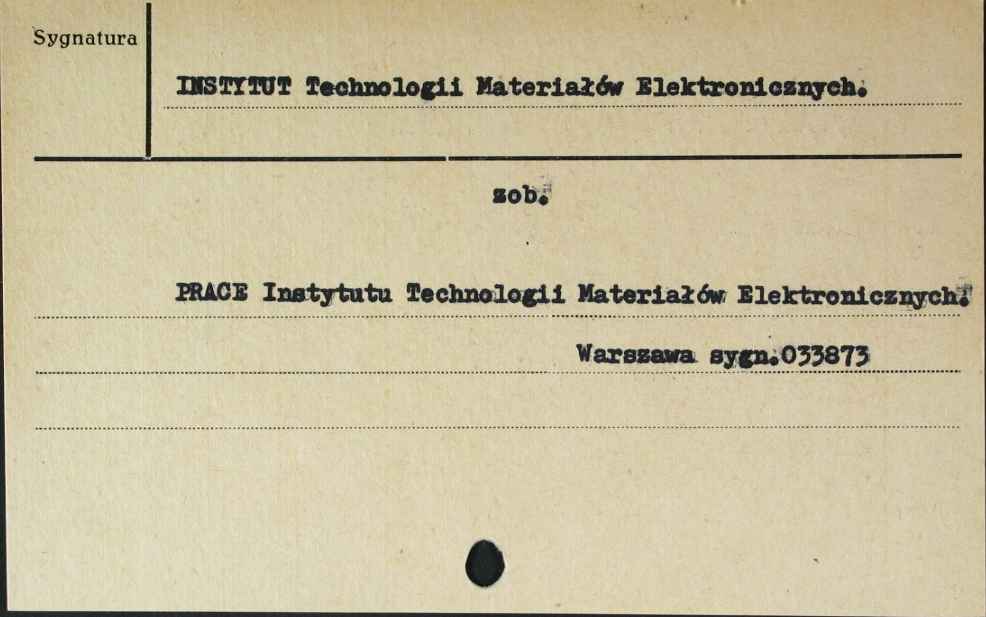 Sygnatura
INSTYTUT Technologii Materiałów Elektronicznych.
zob.
PRACE Instytutu Technologii Materiałów Elektronicznych.
Warszawa sygn.033873